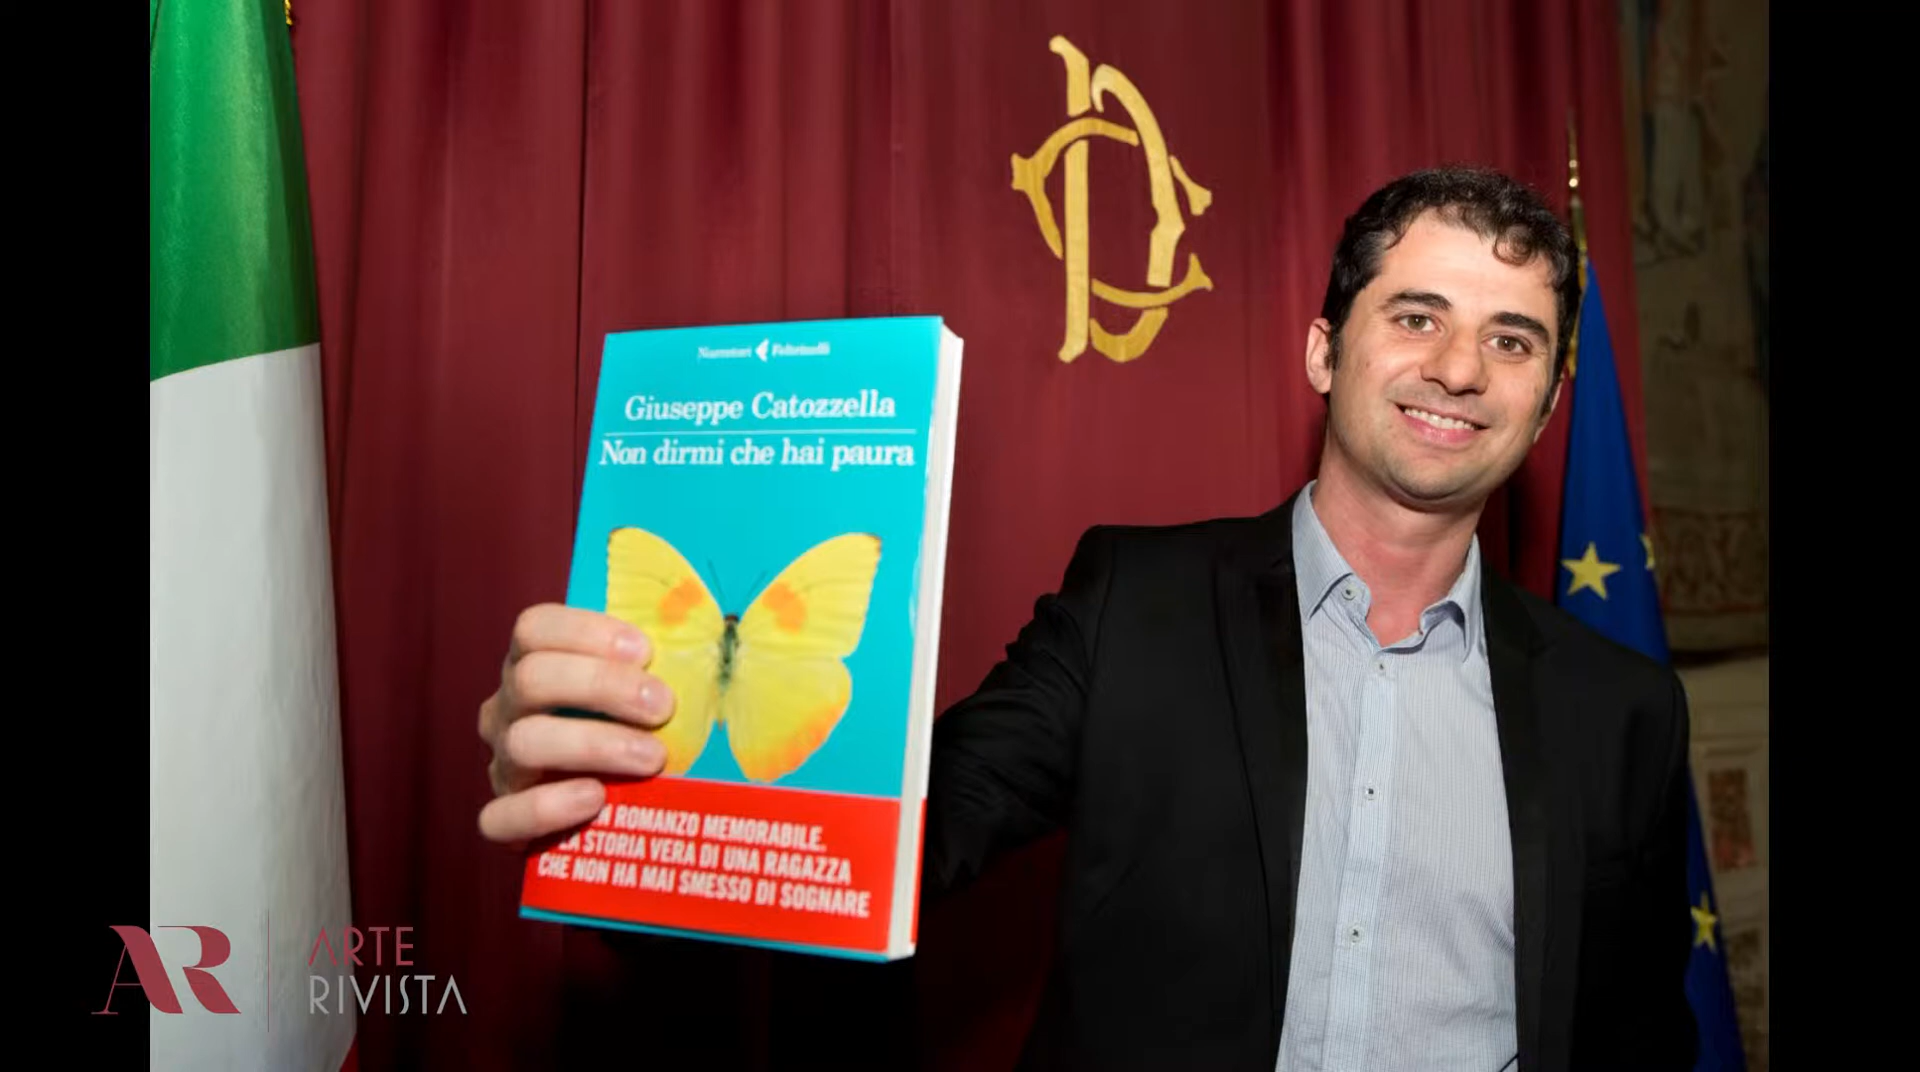 Narratori Feltrinelli
Giuseppe Catozzella
Non dirmi che hai paura
ROMANZO MEMORABILE.
LA STORIA VERA DI UNA RAGAZZA
CHE NON HA MAI SMESSO DI SOGNARE
AR ARTE
RIVISTA